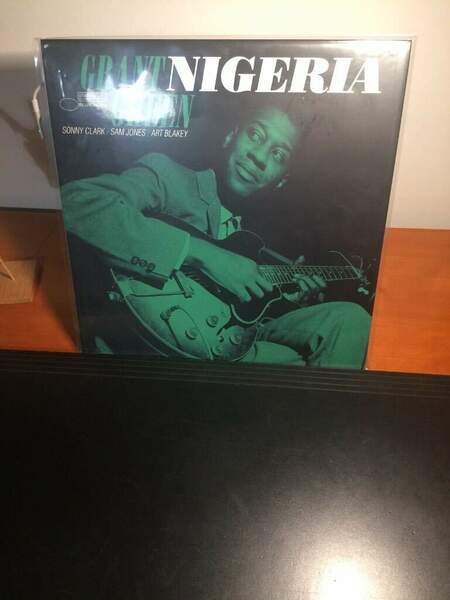 GRANT NIGERIA
GREEN
SONNY CLARK · SAM JONES · ART BLAKEY